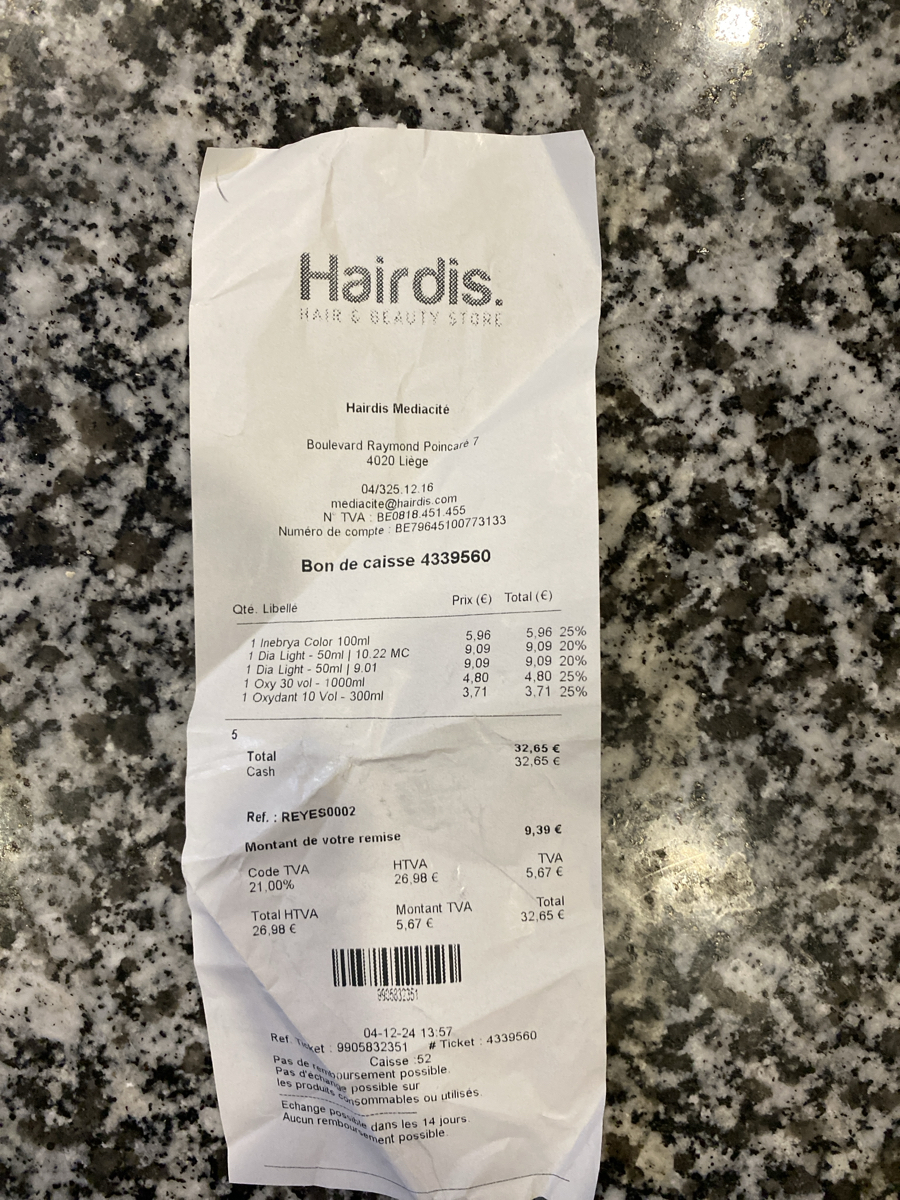 Hairdis.
HAIR & BEAUTY STORE
Hairdis Mediacité
Boulevard Raymond Poincaré 7
4020 Liège
04/325.12.16
mediacite@hairdis.com
N° TVA : BE0818.451.455
Numéro de compte : BE79645100773133
Bon de caisse 4339560
Qté. Libellé Prix (€) Total (€)
1 Inebrya Color 100ml 5,96 5,96 25%
1 Dia Light - 50ml | 10.22 MC 9,09 9,09 20%
1 Dia Light - 50ml | 9.01 9,09 9,09 20%
1 Oxy 30 vol - 1000ml 4,80 4,80 25%
1 Oxydant 10 Vol - 300ml 3,71 3,71 25%
5
Total 32,65 €
Cash 32,65 €
Ref. : REYES0002
Montant de votre remise 9,39 €
Code TVA HTVA TVA
21,00% 26,98 € 5,67 €
Total HTVA Montant TVA Total
26,98 € 5,67 € 32,65 €
9905832351
04-12-24 13:57
Ref. Ticket : 9905832351 # Ticket : 4339560
Caisse :52
Pas de remboursement possible.
Pas d'échange possible sur
les produits consommables ou utilisés.
Echange possible dans les 14 jours.
Aucun remboursement possible.